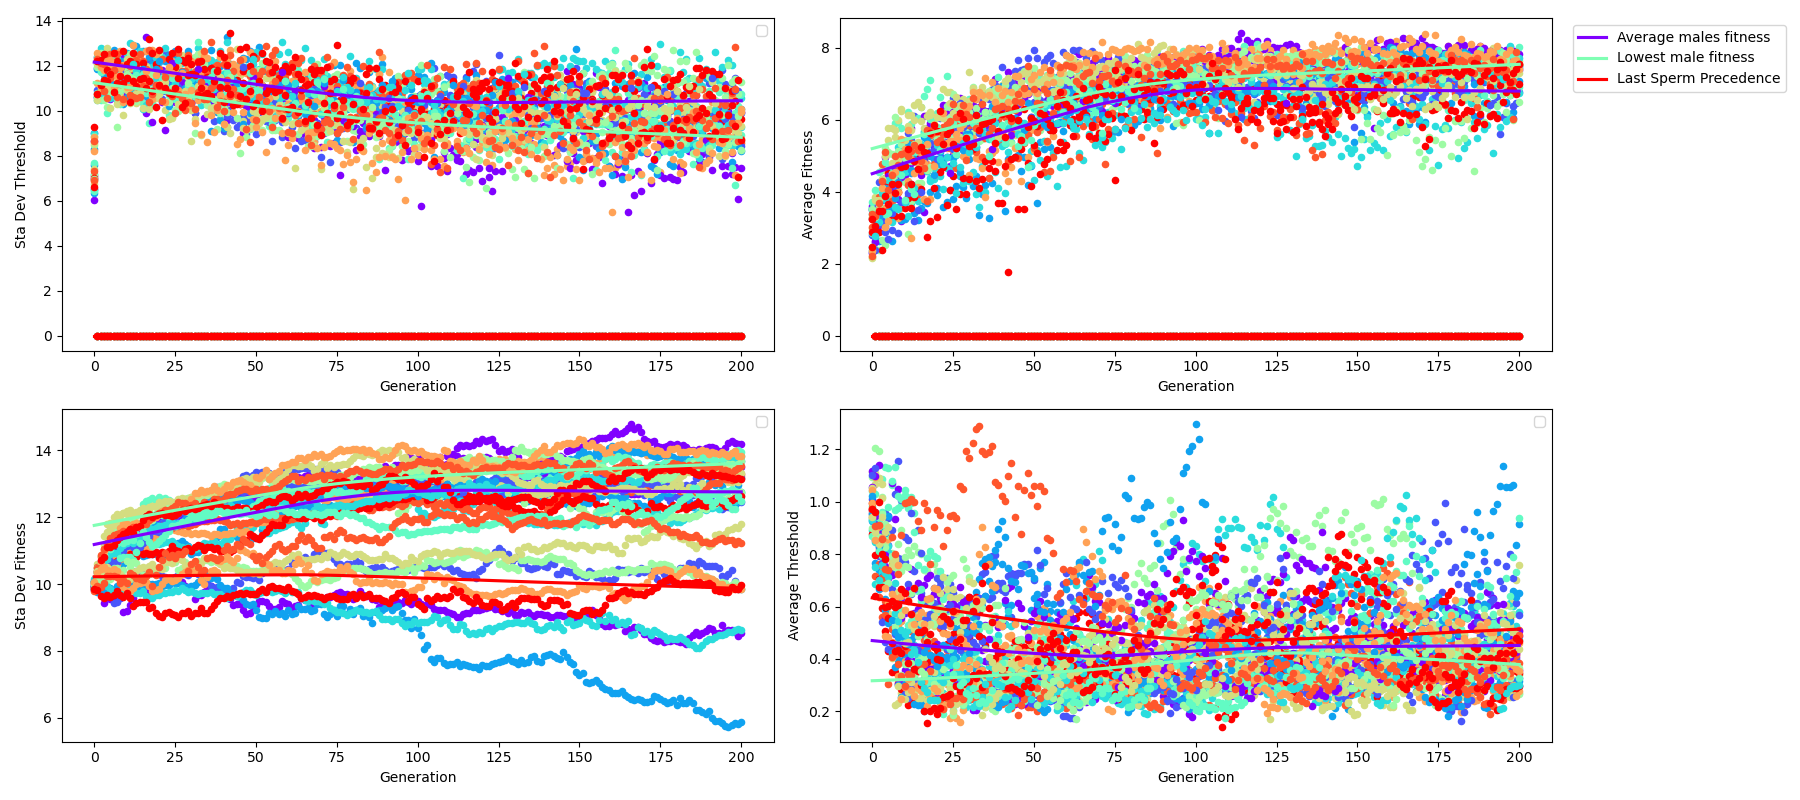 14
12
10
8
6
4
2
0
Sta Dev Threshold
0 25 50 75 100 125 150 175 200
Generation
8
6
4
2
0
Average Fitness
0 25 50 75 100 125 150 175 200
Generation
Average males fitness
Lowest male fitness
Last Sperm Precedence
14
12
10
8
6
Sta Dev Fitness
0 25 50 75 100 125 150 175 200
Generation
1.2
1.0
0.8
0.6
0.4
0.2
Average Threshold
0 25 50 75 100 125 150 175 200
Generation